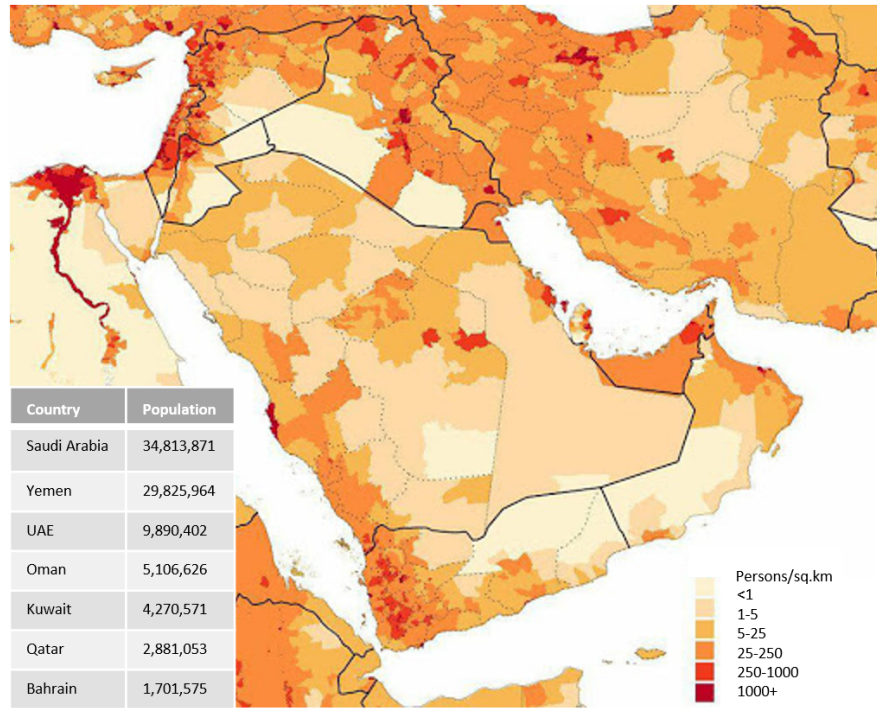 Country Population
Saudi Arabia 34,813,871
Yemen 29,825,964
UAE 9,890,402
Oman 5,106,626
Kuwait 4,270,571
Qatar 2,881,053
Bahrain 1,701,575
Persons/sq.km
<1
1-5
5-25
25-250
250-1000
1000+